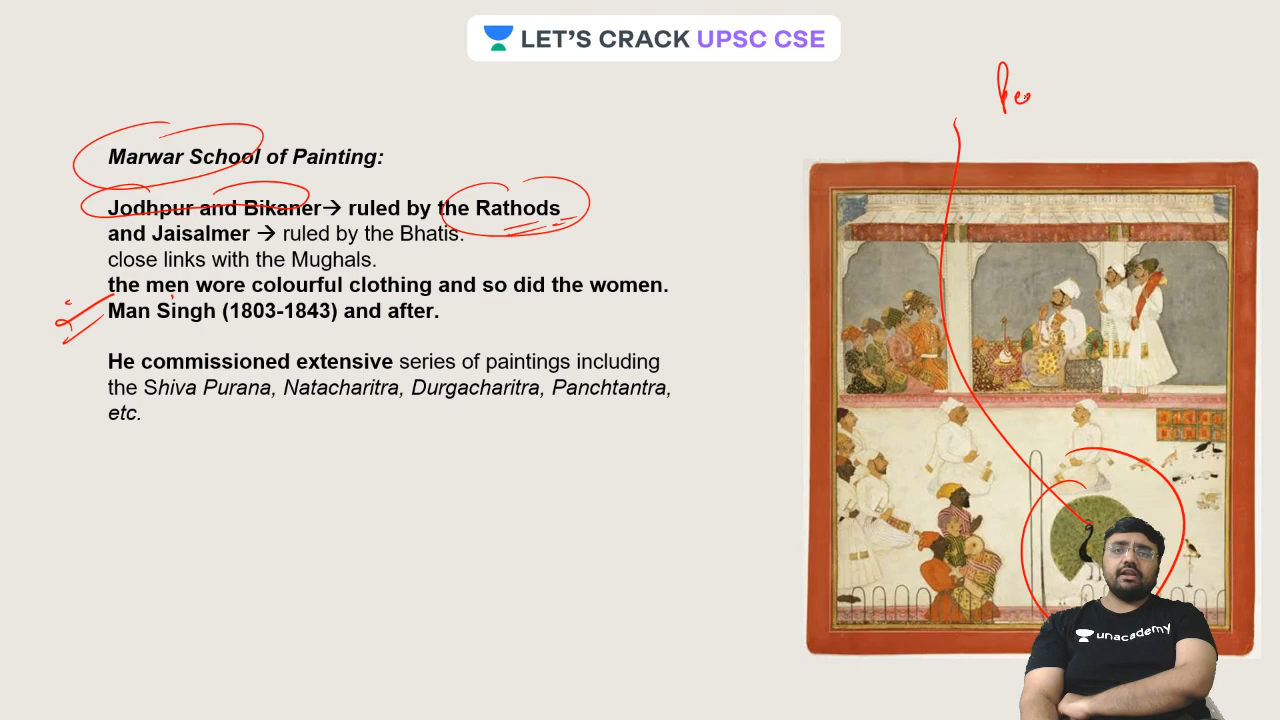 LET'S CRACK UPSC CSE
Marwar School of Painting:
Jodhpur and Bikaner→ ruled by the Rathods
and Jaisalmer → ruled by the Bhatis.
close links with the Mughals.
the men wore colourful clothing and so did the women.
Man Singh (1803-1843) and after.
He commissioned extensive series of paintings including
the Shiva Purana, Natacharitra, Durgacharitra, Panchtantra,
etc.
unacademy